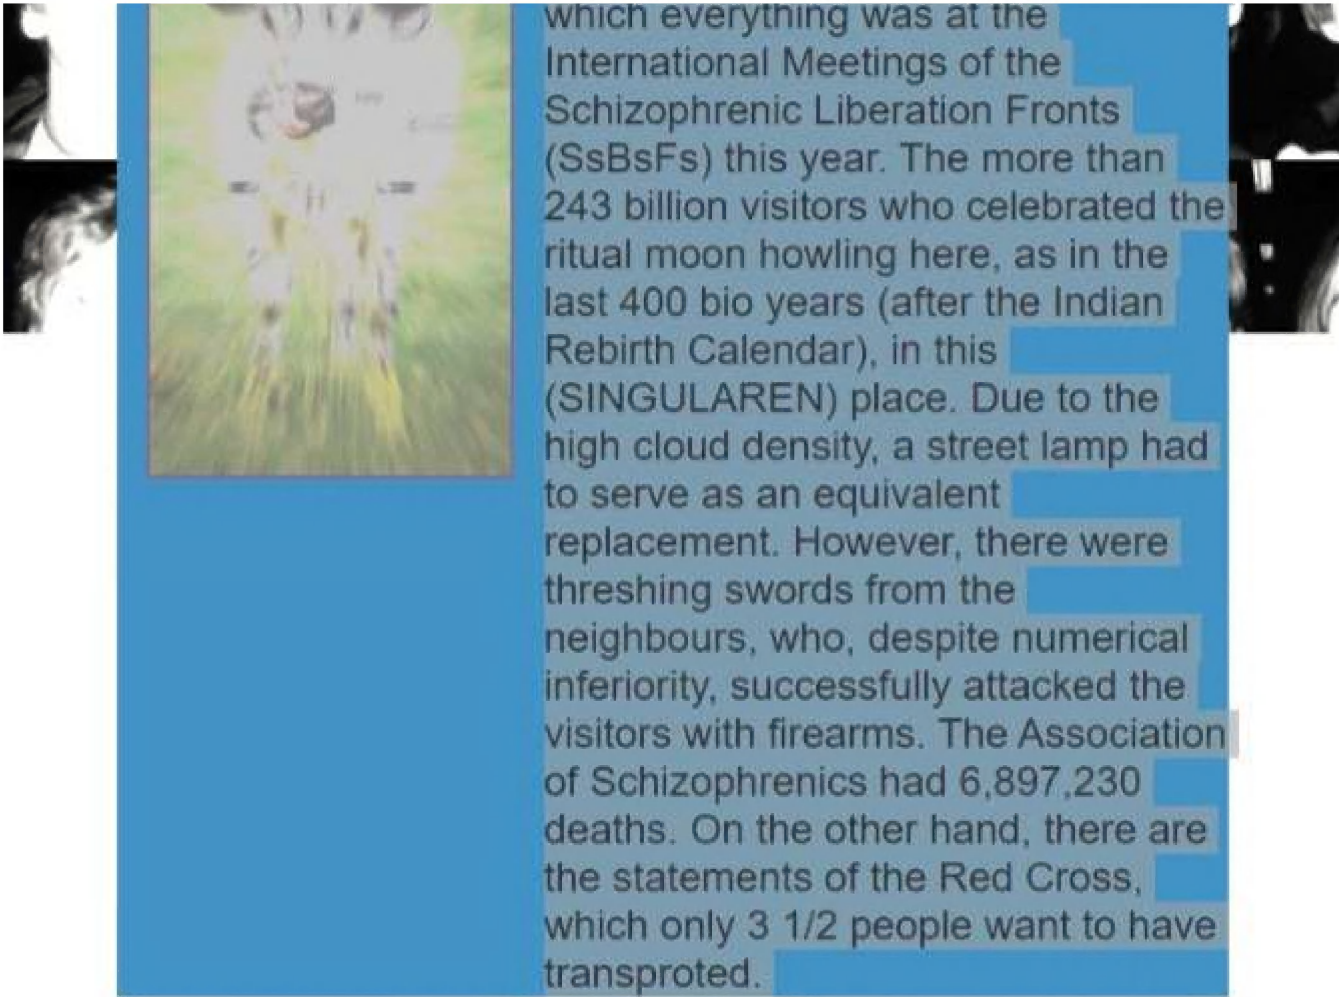 which everything was at the
International Meetings of the
Schizophrenic Liberation Fronts
(SsBsFs) this year. The more than
243 billion visitors who celebrated the
ritual moon howling here, as in the
last 400 bio years (after the Indian
Rebirth Calendar), in this
(SINGULAREN) place. Due to the
high cloud density, a street lamp had
to serve as an equivalent
replacement. However, there were
threshing swords from the
neighbours, who, despite numerical
inferiority, successfully attacked the
visitors with firearms. The Association
of Schizophrenics had 6,897,230
deaths. On the other hand, there are
the statements of the Red Cross,
which only 3 1/2 people want to have
transproted.